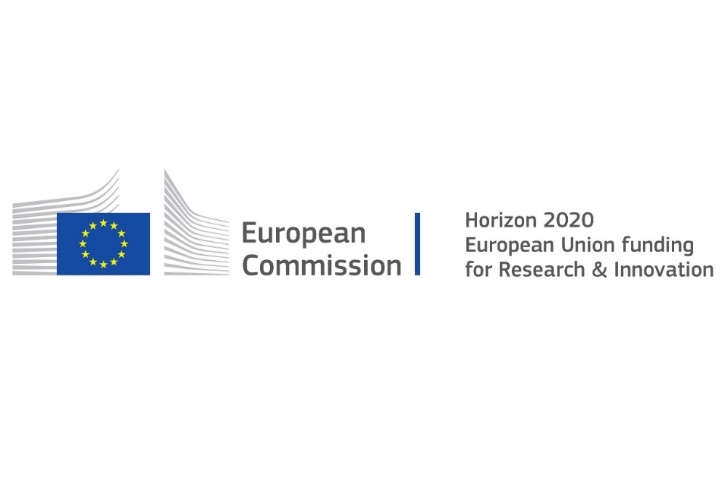 European
Commission
Horizon 2020
European Union funding
for Research & Innovation